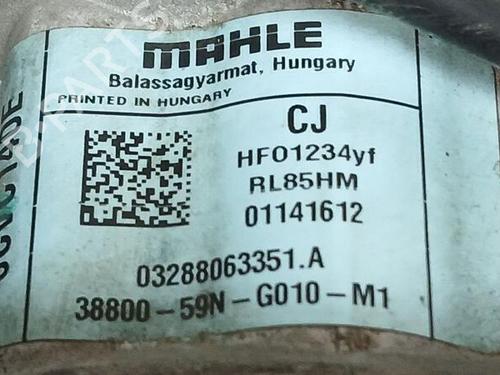 MAHLE
Balassagyarmat, Hungary
PRINTED IN HUNGARY
CJ
HFO1234yf
RL85HM
01141612
03288063351.A
38800-59N-G010-M1